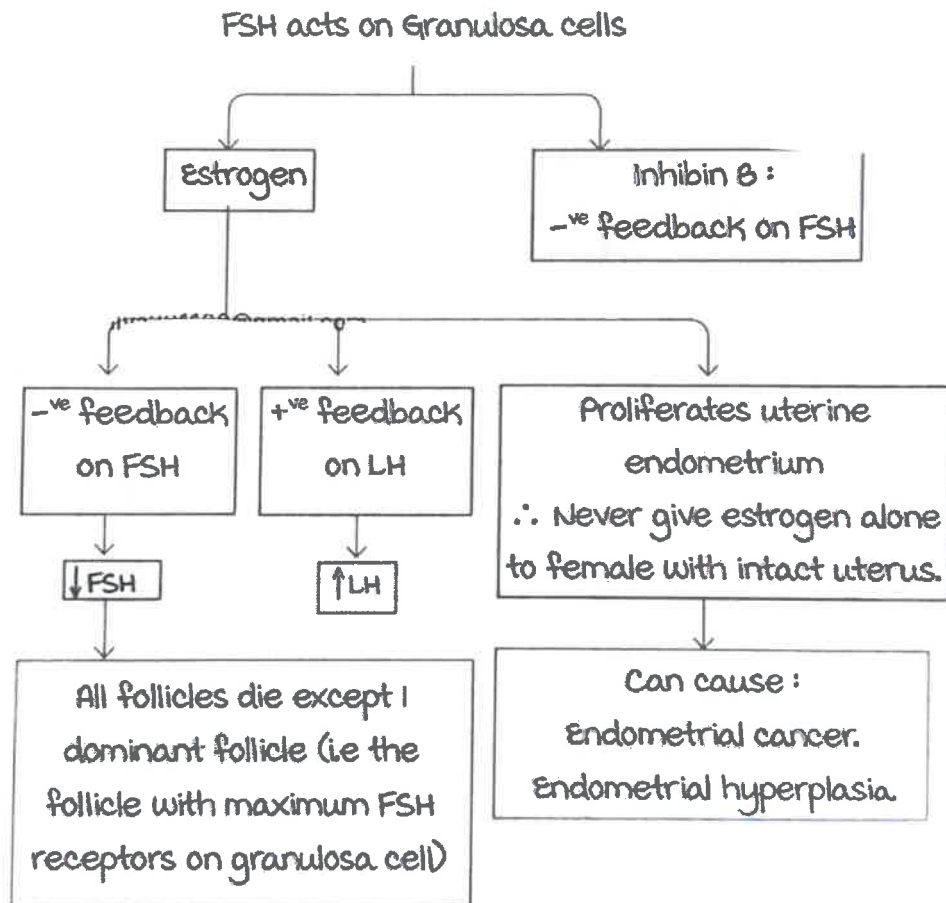 FSH acts on Granulosa cells
Estrogen
Inhibin B :
-ve feedback on FSH
-ve feedback
on FSH
+ve feedback
on LH
Proliferates uterine
endometrium
∴ Never give estrogen alone
to female with intact uterus.
↓FSH
↑LH
All follicles die except 1
dominant follicle (i.e the
follicle with maximum FSH
receptors on granulosa cell)
Can cause :
Endometrial cancer.
Endometrial hyperplasia.